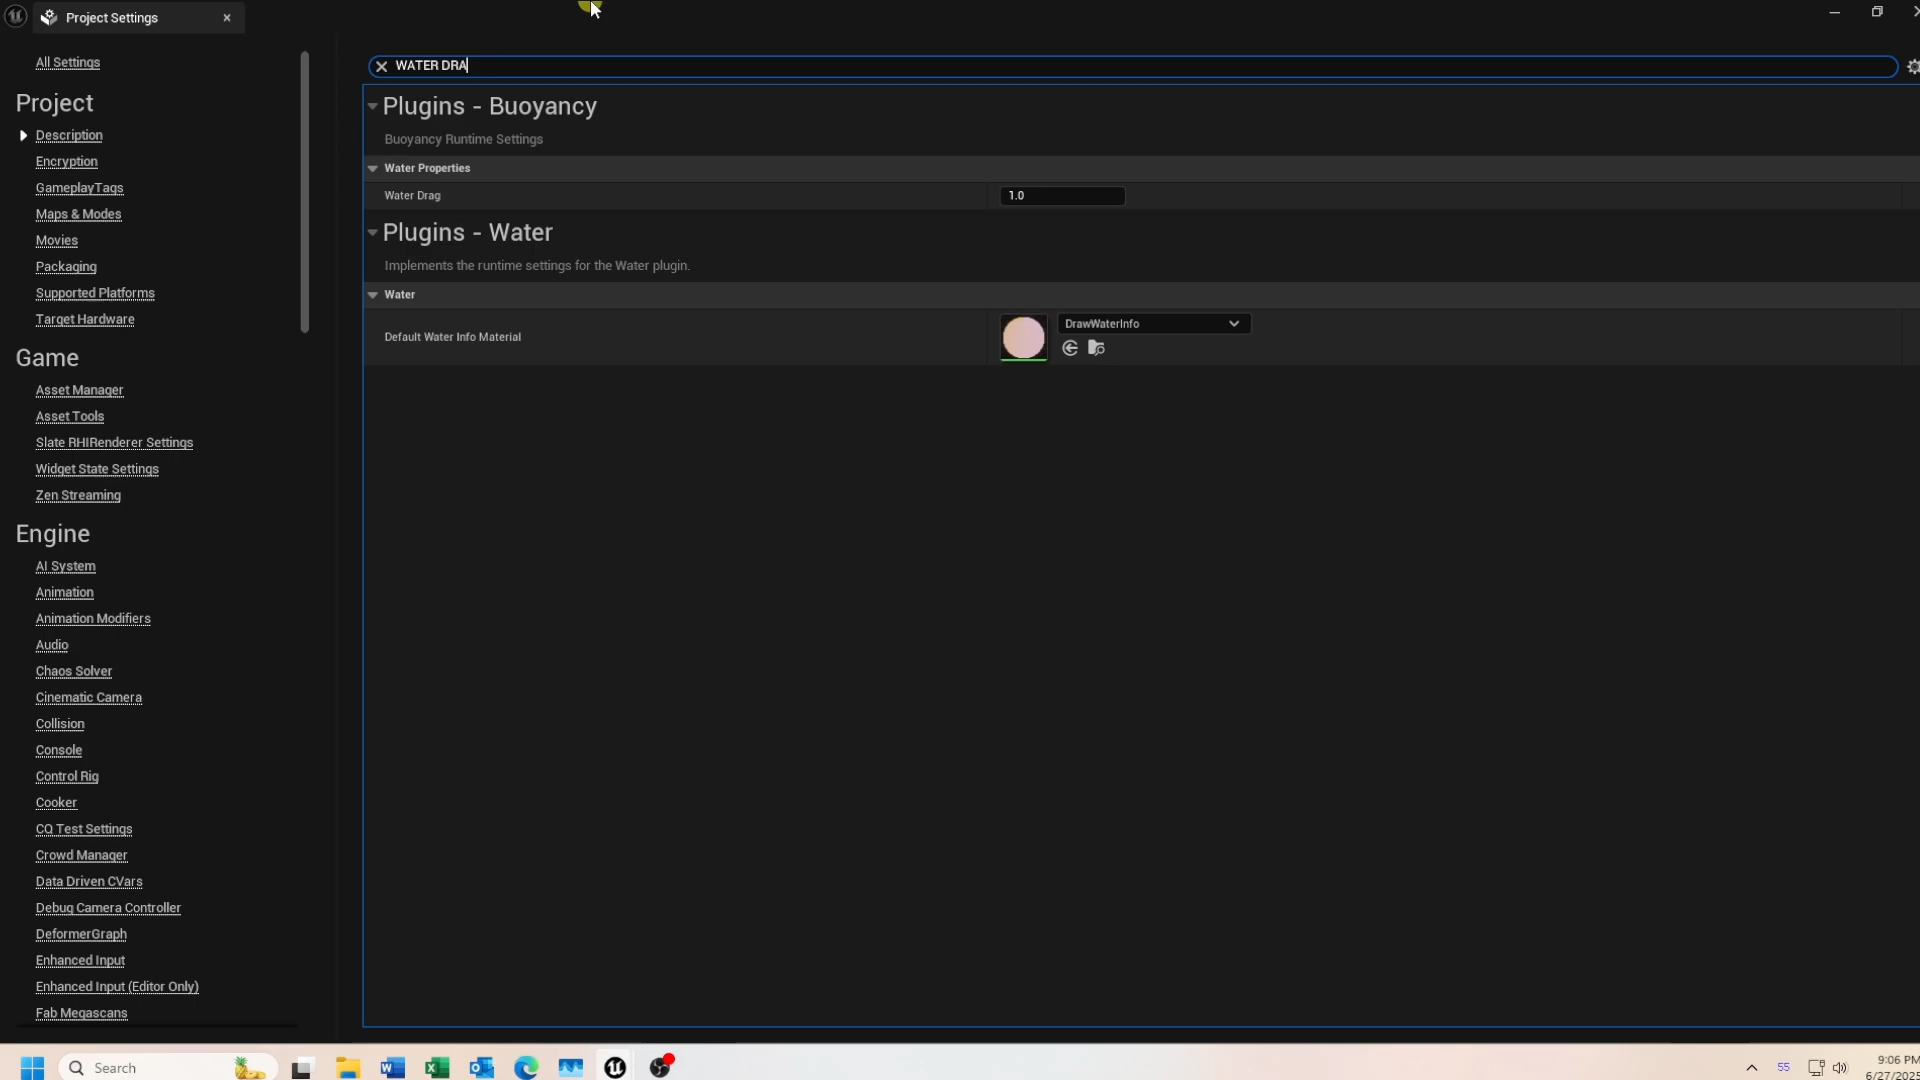 Project Settings
WATER DRA
All Settings
Project
Description
Encryption
GameplayTags
Maps & Modes
Movies
Packaging
Supported Platforms
Target Hardware
Game
Asset Manager
Asset Tools
Slate RHIRenderer Settings
Widget State Settings
Zen Streaming
Engine
AI System
Animation
Animation Modifiers
Audio
Chaos Solver
Cinematic Camera
Collision
Console
Control Rig
Cooker
CQ Test Settings
Crowd Manager
Data Driven CVars
Debug Camera Controller
DeformerGraph
Enhanced Input
Enhanced Input (Editor Only)
Fab Megascans
Plugins - Buoyancy
Buoyancy Runtime Settings
Water Properties
Water Drag 1.0
Plugins - Water
Implements the runtime settings for the Water plugin.
Water
Default Water Info Material DrawWaterInfo
Search
55
9:06 PM
6/27/2025